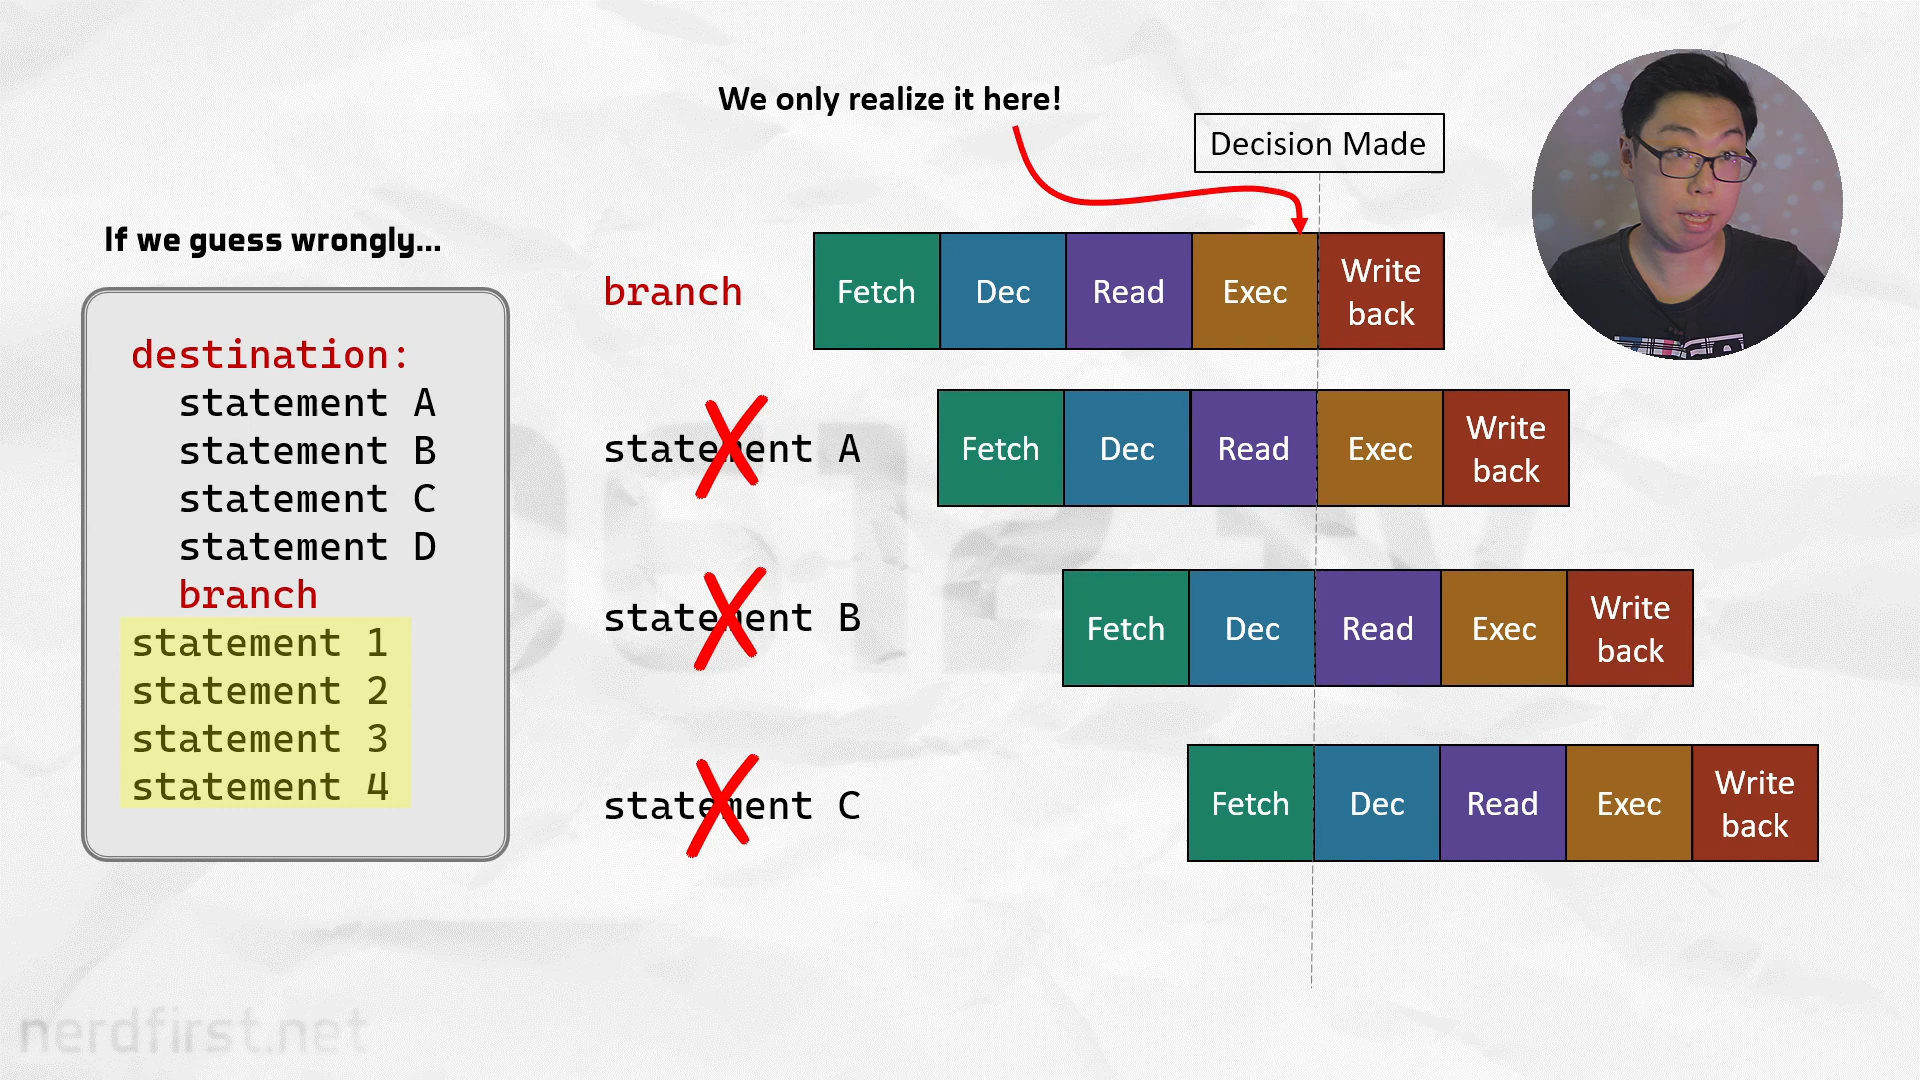 We only realize it here!
Decision Made
If we guess wrongly...
destination:
statement A
statement B
statement C
statement D
branch
statement 1
statement 2
statement 3
statement 4
branch
Fetch
Dec
Read
Exec
Write
back
statement A
Fetch
Dec
Read
Exec
Write
back
statement B
Fetch
Dec
Read
Exec
Write
back
statement C
Fetch
Dec
Read
Exec
Write
back
nerdfirst.net